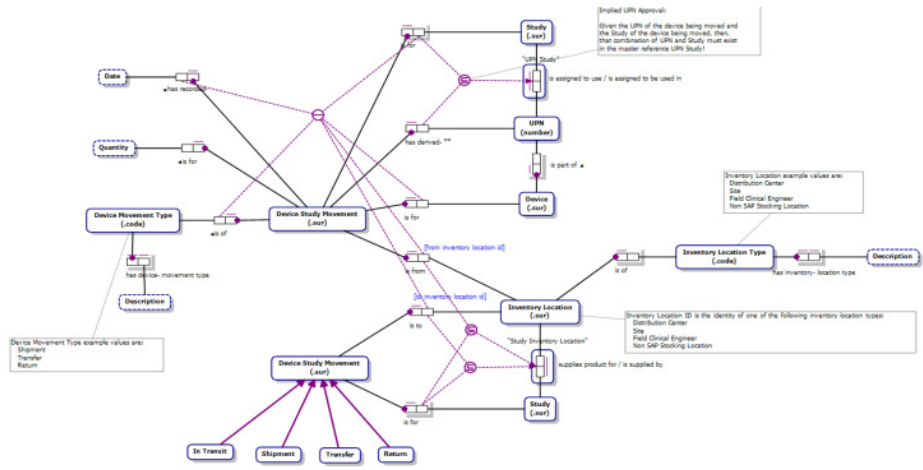 Implied UPN Approval:
Given the UPN of the device being moved and
the Study of the device being moved, then,
that combination of UPN and Study must exist
in the master reference UPN Study!
Study
(.sur)
is for
"UPN Study"
is assigned to use / is assigned to be used in
Date
has recorded
UPN
(number)
has derived- ""
Quantity
is for
is part of
Inventory Location example values are:
Distribution Center
Site
Field Clinical Engineer
Non SAP Stocking Location
Device
(.sur)
Device Movement Type
(.code)
is of
Device Study Movement
(.sur)
is for
[from inventory location id]
is from
Inventory Location Type
(.code)
is of
has inventory- location type
Description
has device- movement type
Description
[to inventory location id]
is to
Inventory Location
(.sur)
Inventory Location ID is the identity of one of the following inventory location types:
Distribution Center
Site
Field Clinical Engineer
Non SAP Stocking Location
Device Movement Type example values are:
Shipment
Transfer
Return
"Study Inventory Location"
supplies product for / is supplied by
Device Study Movement
(.sur)
is for
Study
(.sur)
In Transit
Shipment
Transfer
Return